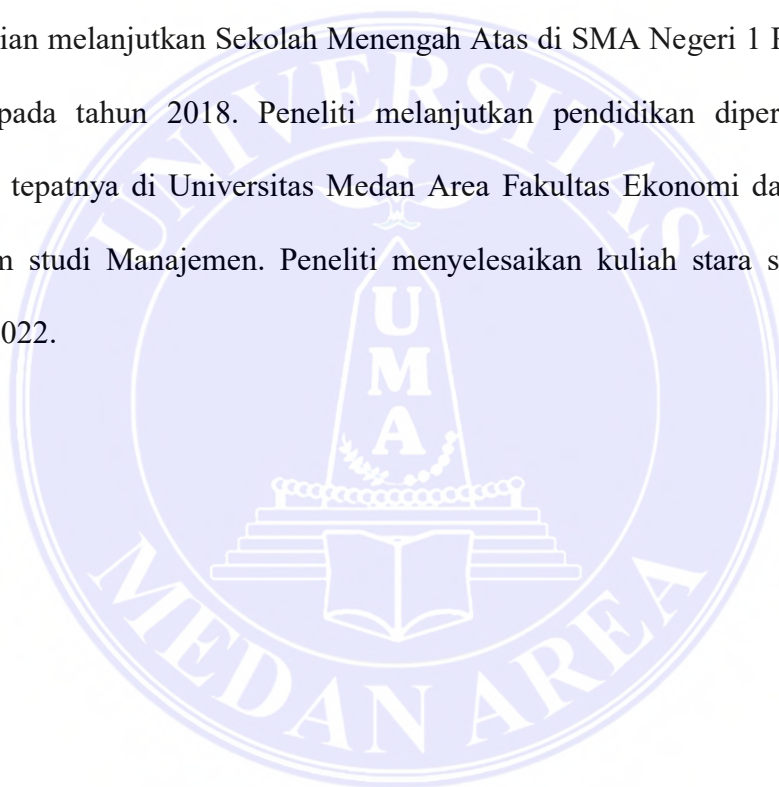 ian melanjutkan Sekolah Menengah Atas di SMA Negeri 1
pada tahun 2018. Peneliti melanjutkan pendidikan diper
tepatnya di Universitas Medan Area Fakultas Ekonomi da
m studi Manajemen. Peneliti menyelesaikan kuliah stara s
022.
UNIVERSITAS
U
M
A
MEDAN AREA